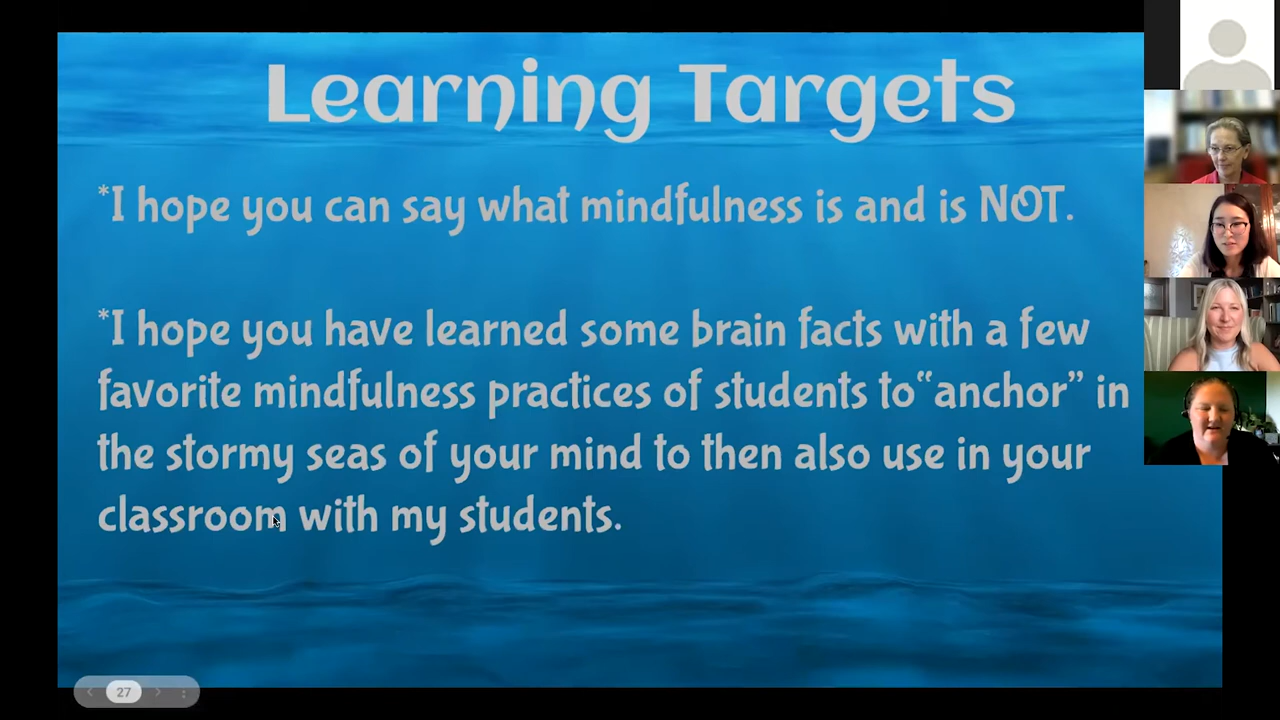 Learning Targets
*I hope you can say what mindfulness is and is NOT.
*I hope you have learned some brain facts with a few
favorite mindfulness practices of students to“anchor” in
the stormy seas of your mind to then also use in your
classroom with my students.
27